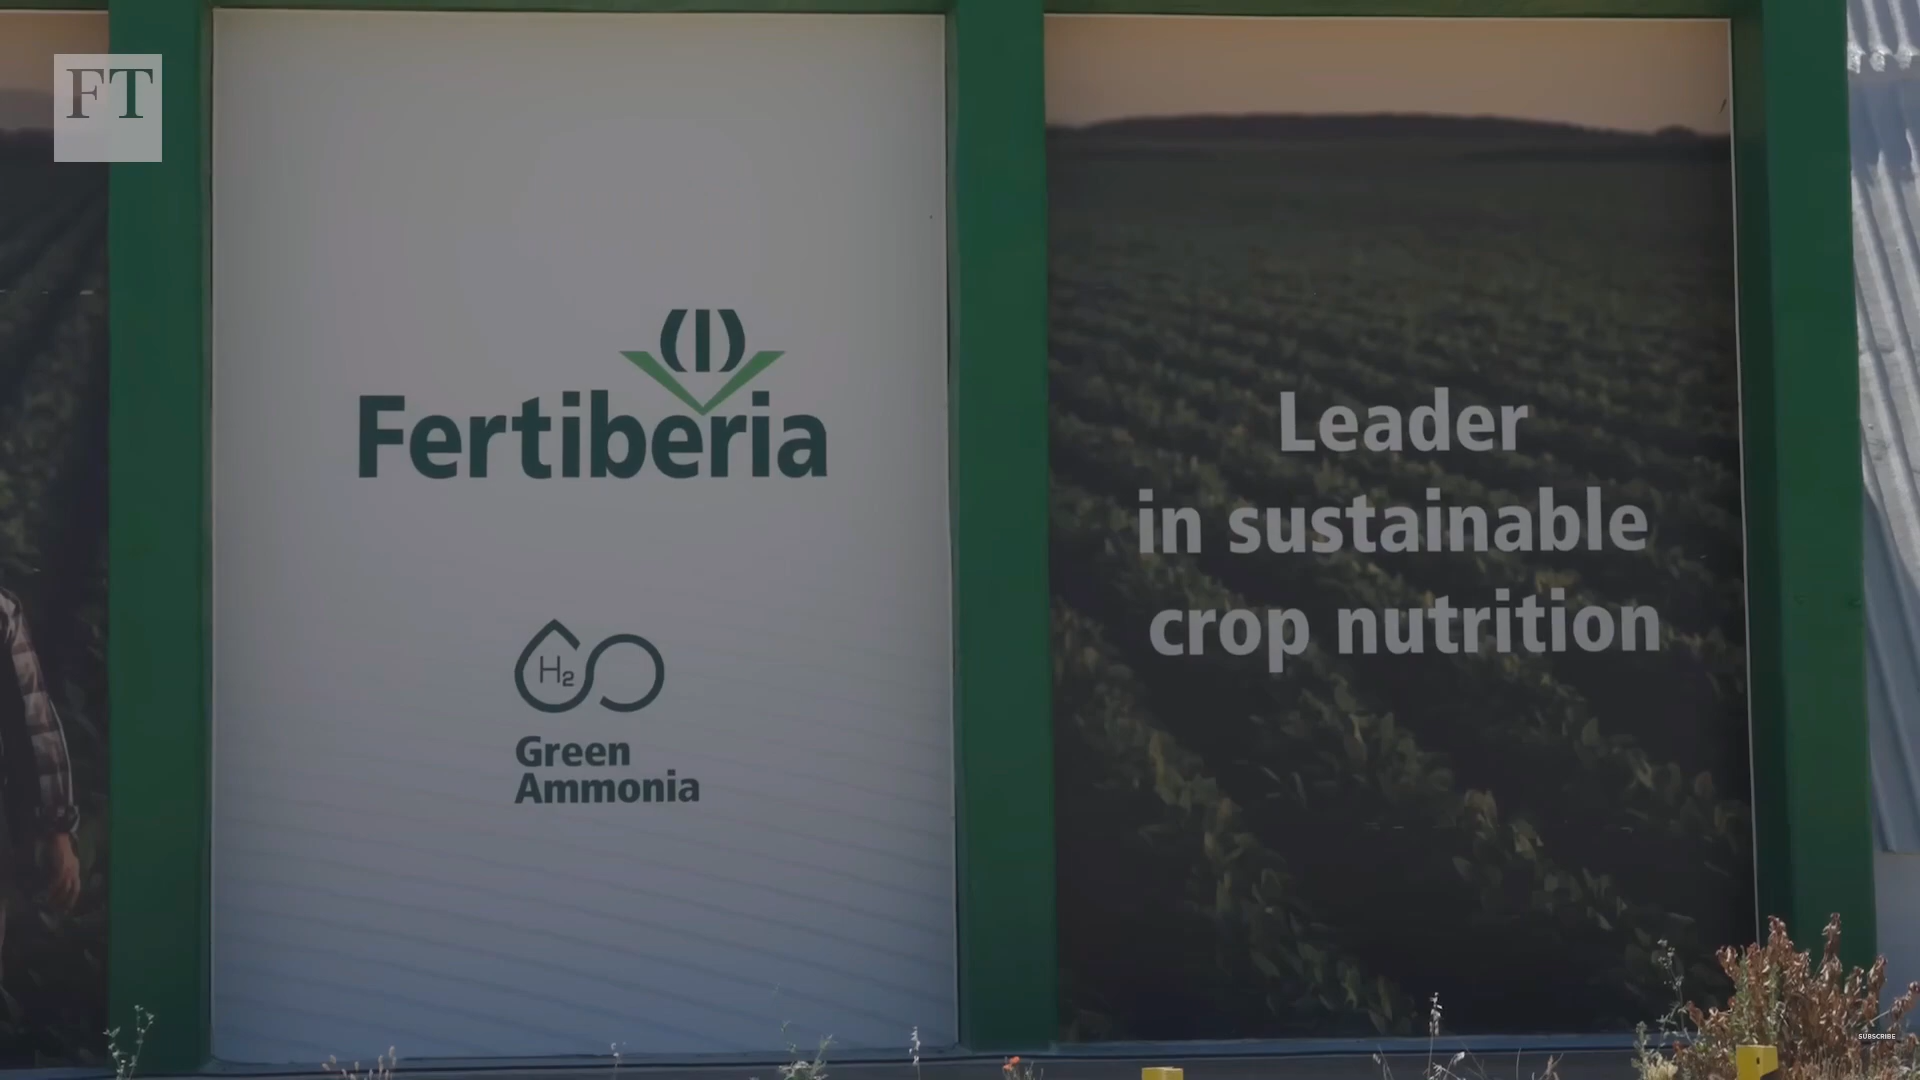 FT
Fertiberia
H2
Green
Ammonia
Leader
in sustainable
crop nutrition
SUBSCRIBE